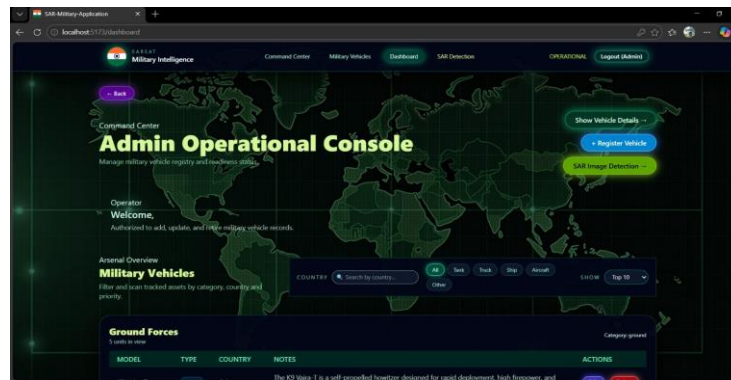 SAR-Military-Application
localhost:5173/dashboard
SARSAT
Military Intelligence
Command Center
Military Vehicles
Dashboard
SAR Detection
OPERATIONAL
Logout (Admin)
← Back
Command Center
Admin Operational Console
Manage military vehicle registry and readiness status.
Show Vehicle Details →
+ Register Vehicle
SAR Image Detection →
Operator
Welcome,
Authorized to add, update, and retire military vehicle records.
Arsenal Overview
Military Vehicles
Filter and scan tracked assets by category, country and
priority.
COUNTRY
Search by country...
All
Tank
Truck
Ship
Aircraft
Other
SHOW
Top 10
Ground Forces
5 units in view
Category: ground
MODEL TYPE COUNTRY NOTES ACTIONS
The K9 Vajra-T is a self-propelled howitzer designed for rapid deployment, high firepower, and